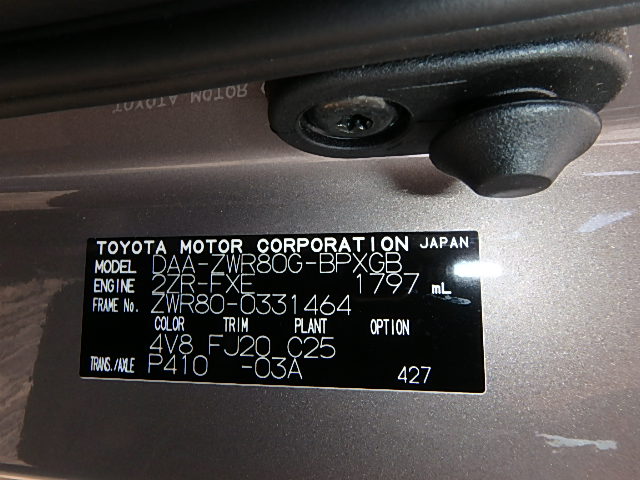 TOYOTA MOTOR CORPORATION JAPAN
MODEL DAA-ZWR80G-BPXGB
ENGINE 2ZR-FXE 1797 mL
FRAME No. ZWR80-0331464
COLOR TRIM PLANT OPTION
4V8 FJ20 C25
TRANS./AXLE P410 -03A
427